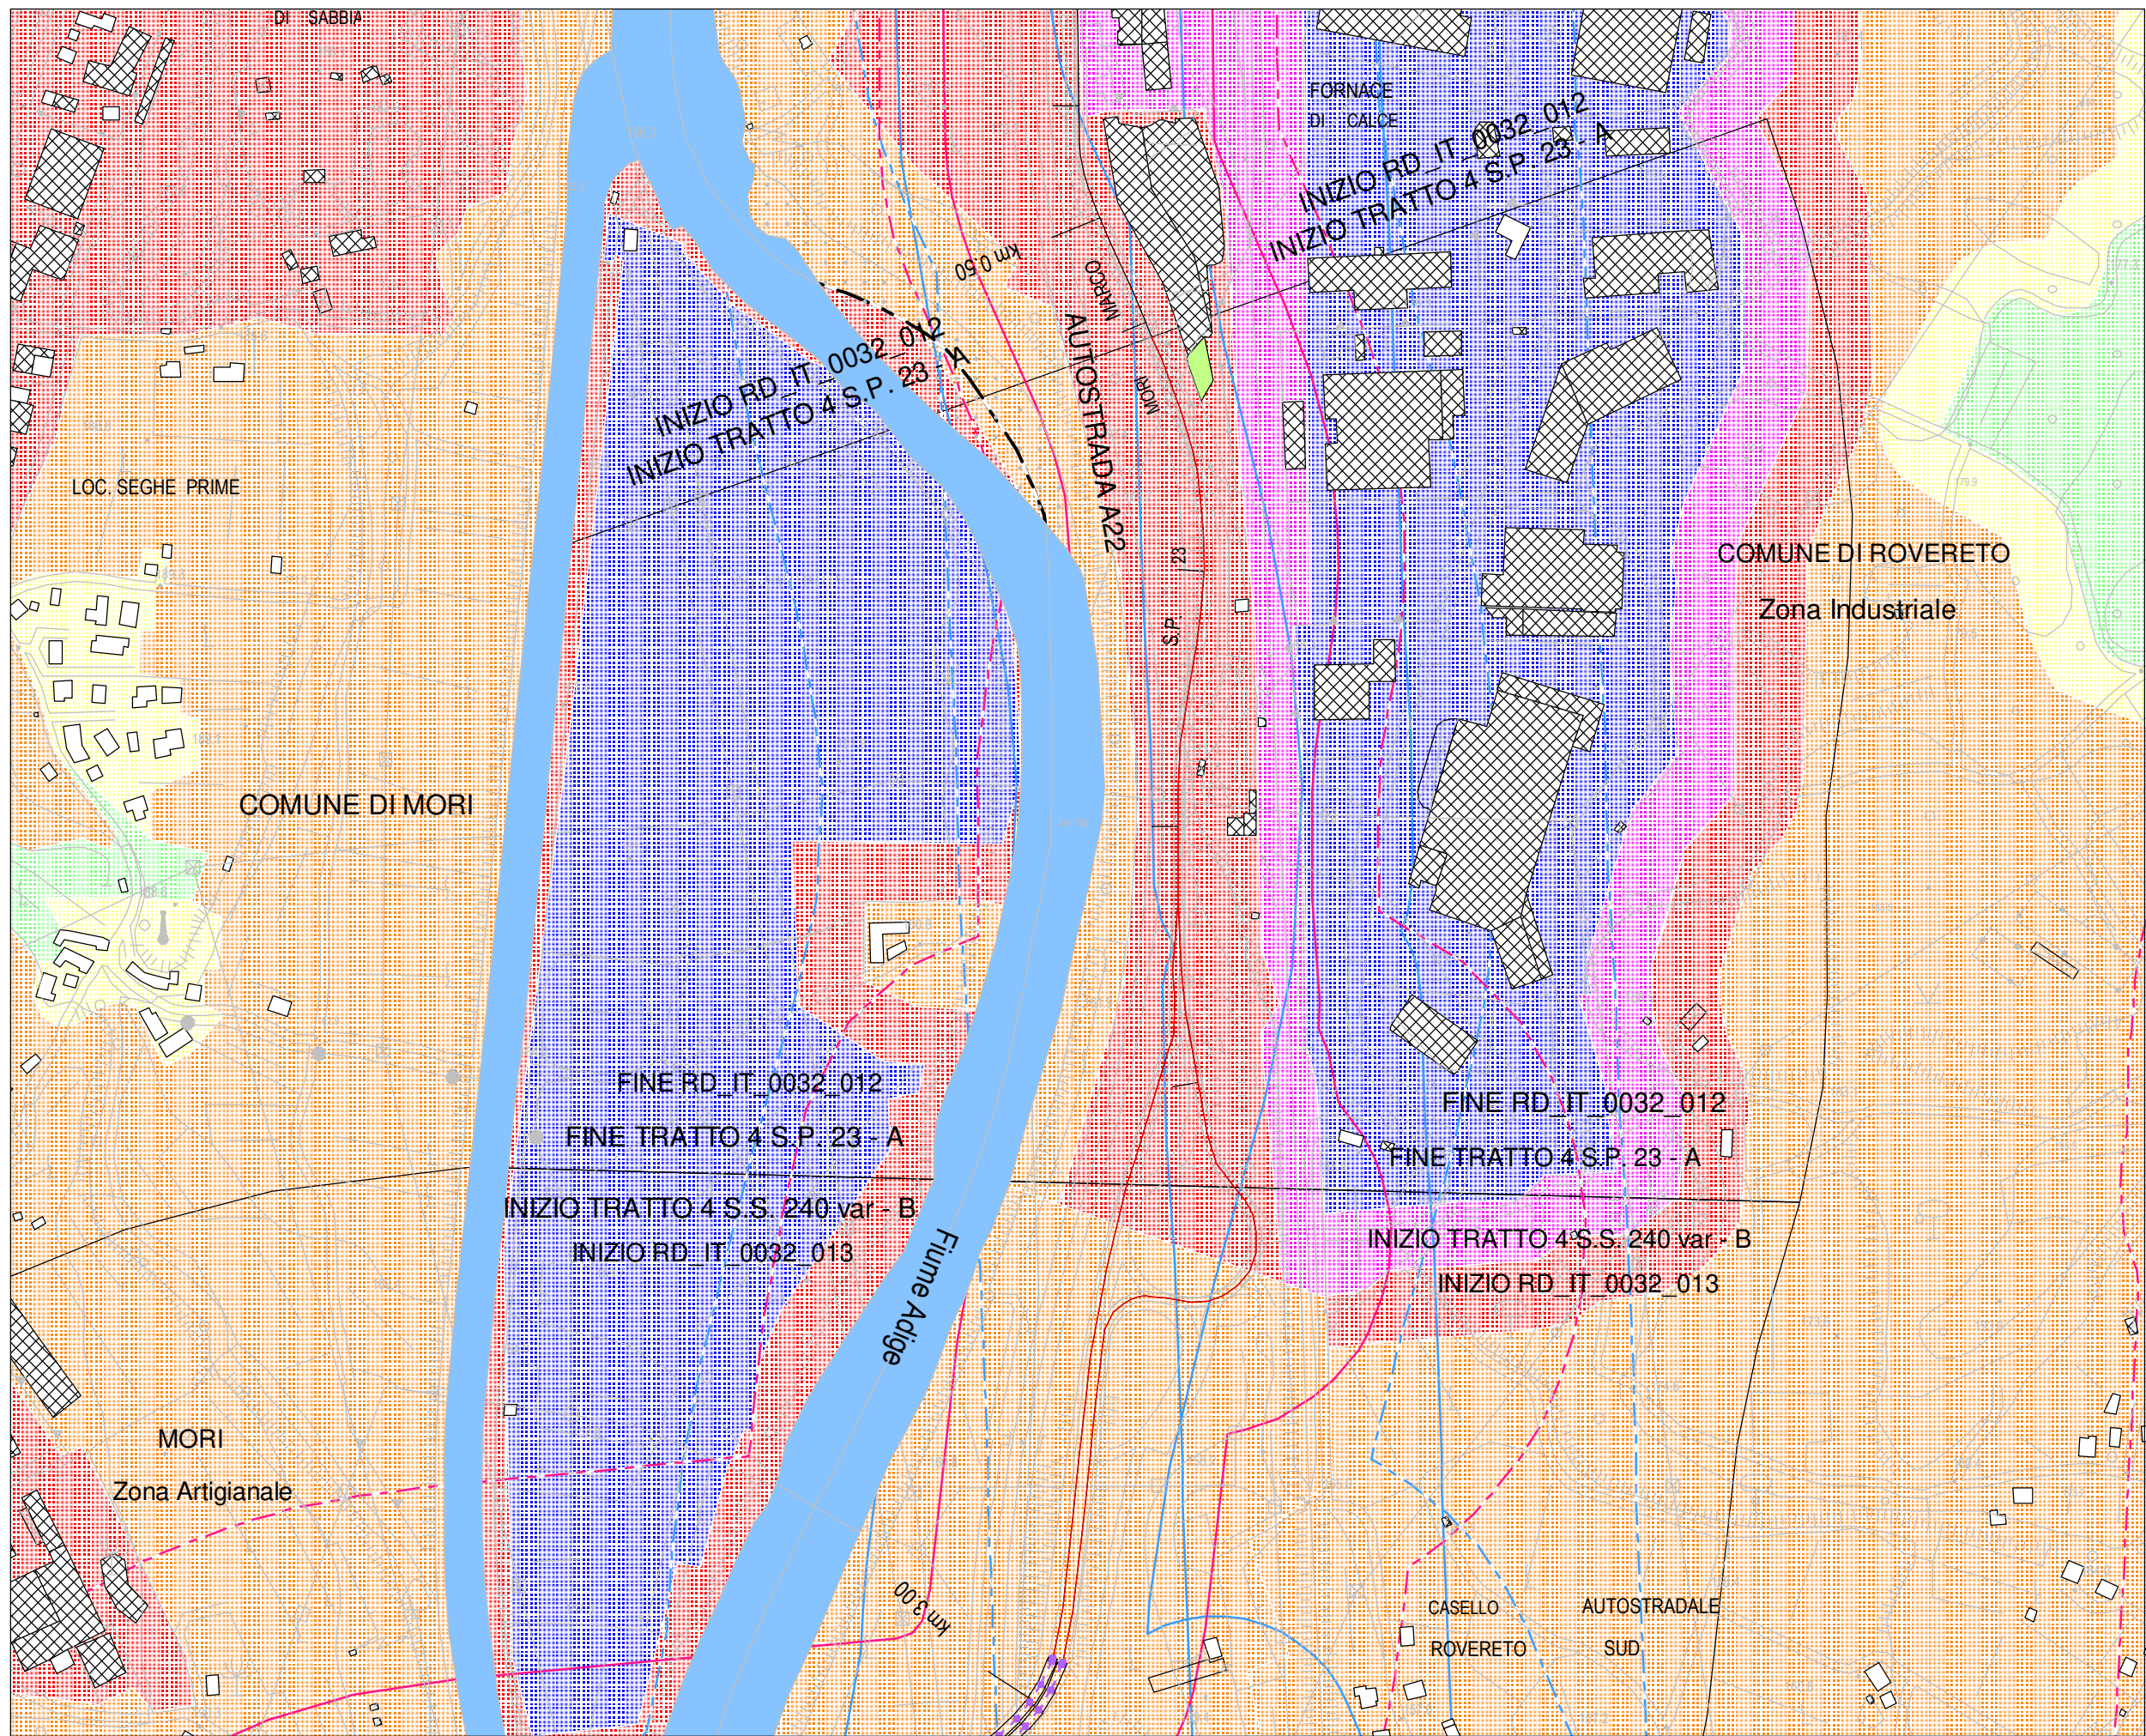 DI SABBIA
FORNACE
DI CALCE
INIZIO RD_IT_0032_012
INIZIO TRATTO 4 S.P. 23 - A
km 0.50
MARCO
MORI
AUTOSTRADA A22
INIZIO RD_IT_0032_012
INIZIO TRATTO 4 S.P. 23 - A
LOC. SEGHE PRIME
S.P. 23
COMUNE DI ROVERETO
Zona Industriale
COMUNE DI MORI
FINE RD_IT_0032_012
FINE TRATTO 4 S.P. 23 - A
INIZIO TRATTO 4 S.S. 240 var - B
INIZIO RD_IT_0032_013
FINE RD_IT_0032_012
FINE TRATTO 4 S.P. 23 - A
INIZIO TRATTO 4 S.S. 240 var - B
INIZIO RD_IT_0032_013
Fiume Adige
MORI
Zona Artigianale
km 3.00
CASELLO AUTOSTRADALE
ROVERETO SUD